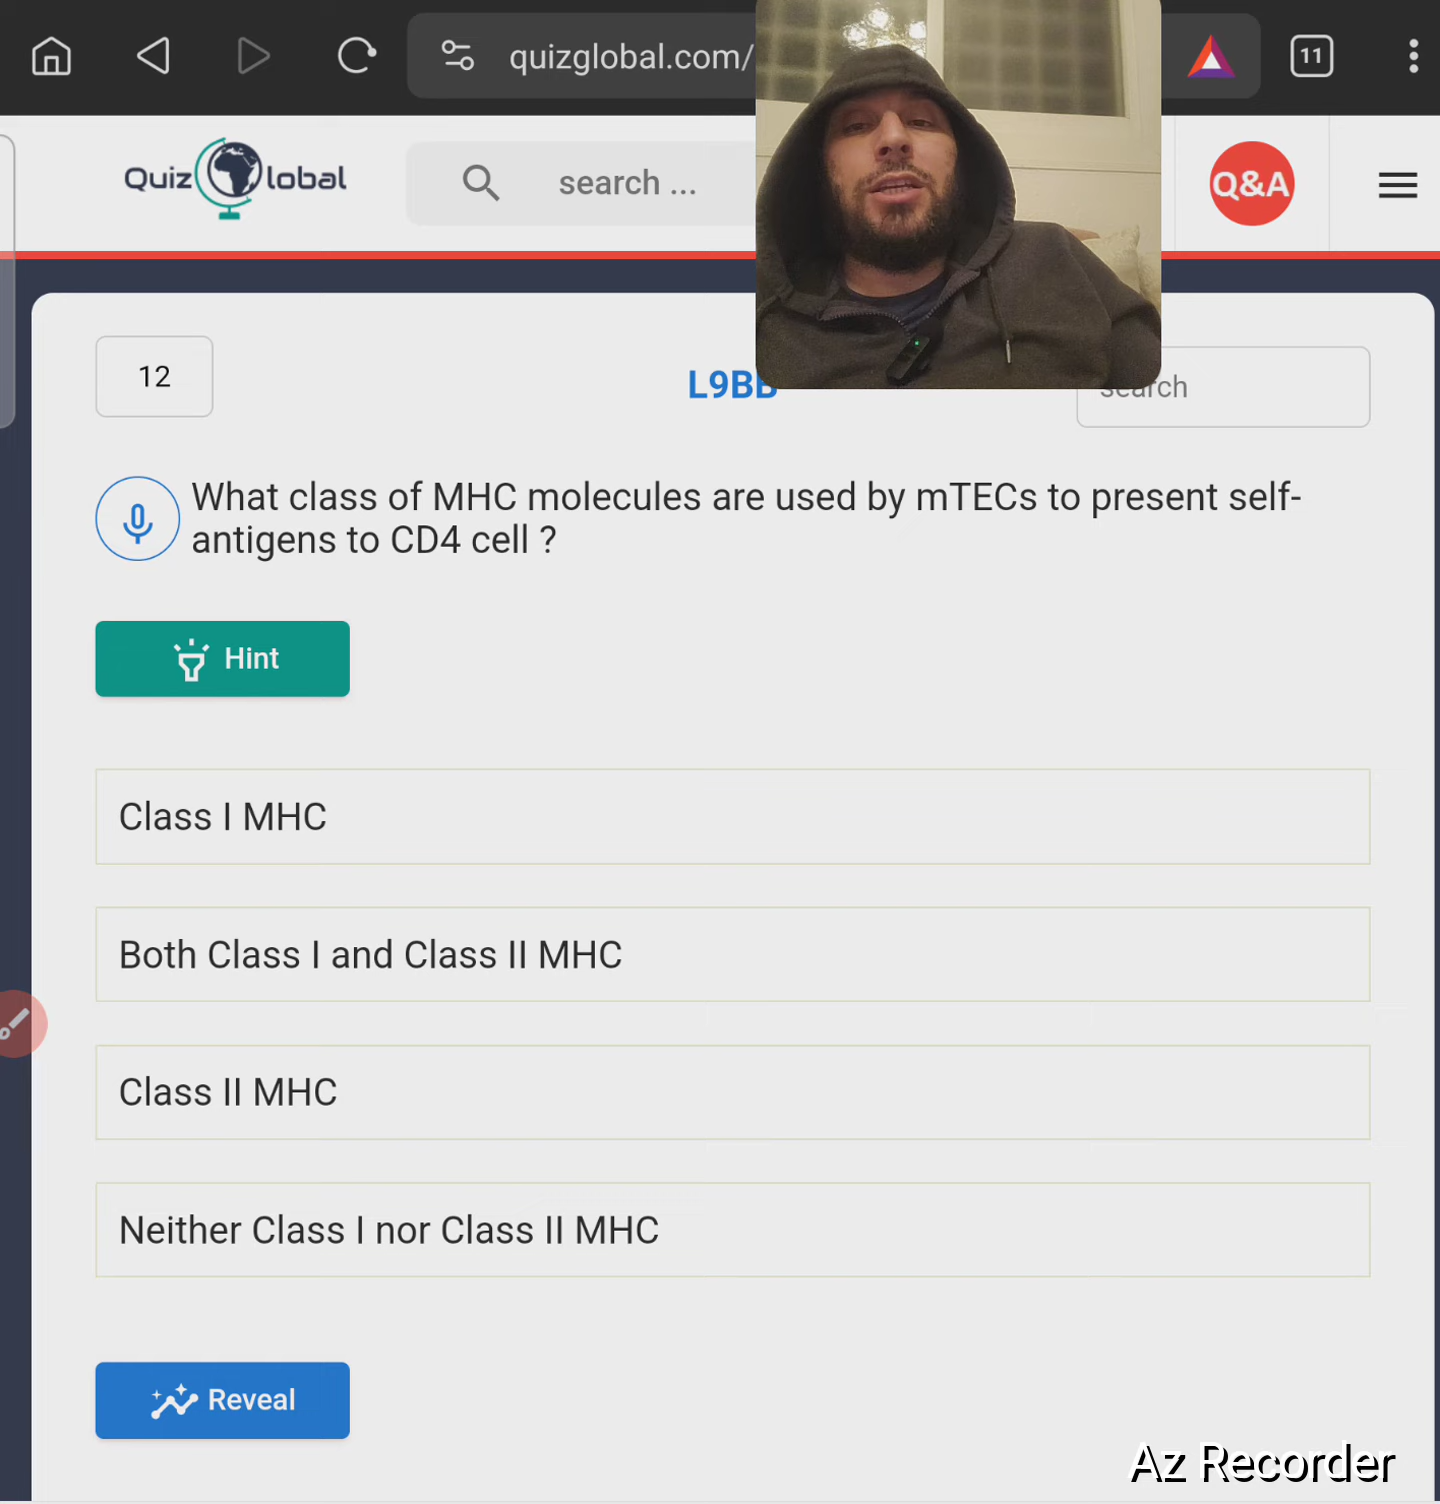 quizglobal.com/
11
Quiz Global
search ...
Q&A
12
L9BB
search
What class of MHC molecules are used by mTECs to present self-
antigens to CD4 cell ?
Hint
Class I MHC
Both Class I and Class II MHC
Class II MHC
Neither Class I nor Class II MHC
Reveal
Az Recorder